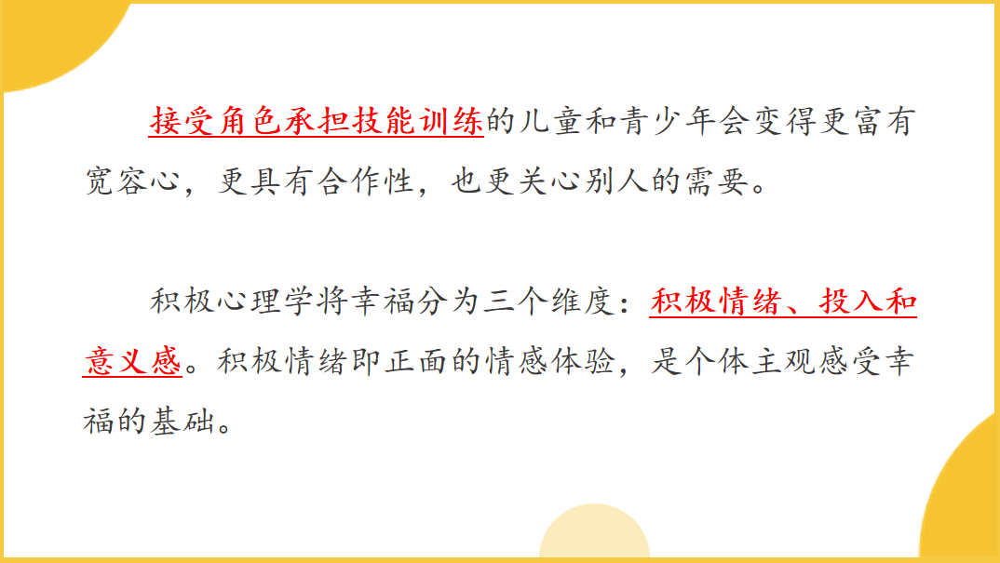 接受角色承担技能训练的儿童和青少年会变得更富有
宽容心，更具有合作性，也更关心别人的需要。
积极心理学将幸福分为三个维度：积极情绪、投入和
意义感。积极情绪即正面的情感体验，是个体主观感受幸
福的基础。